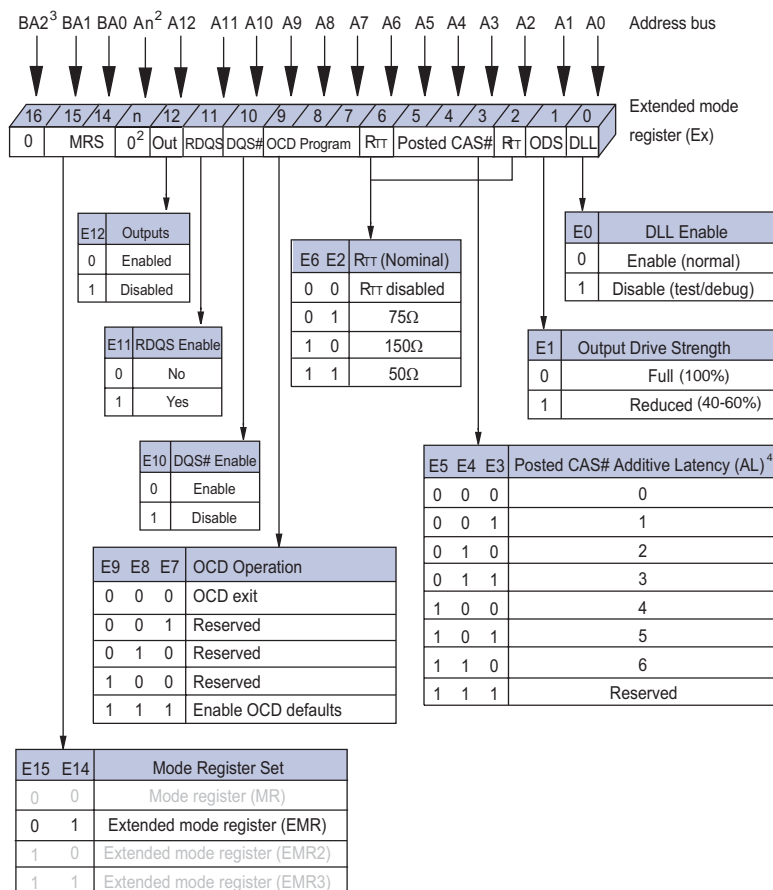 BA2³ BA1 BA0 An² A12 A11 A10 A9 A8 A7 A6 A5 A4 A3 A2 A1 A0 Address bus
16 15 14 n 12 11 10 9 8 7 6 5 4 3 2 1 0 Extended mode
0 MRS 0² Out RDQS DQS# OCD Program RTT Posted CAS# RTT ODS DLL register (Ex)
E12 Outputs
0 Enabled
1 Disabled
E6 E2 RTT (Nominal)
0 0 RTT disabled
0 1 75Ω
1 0 150Ω
1 1 50Ω
E0 DLL Enable
0 Enable (normal)
1 Disable (test/debug)
E11 RDQS Enable
0 No
1 Yes
E1 Output Drive Strength
0 Full (100%)
1 Reduced (40-60%)
E10 DQS# Enable
0 Enable
1 Disable
E5 E4 E3 Posted CAS# Additive Latency (AL)⁴
0 0 0 0
0 0 1 1
0 1 0 2
0 1 1 3
1 0 0 4
1 0 1 5
1 1 0 6
1 1 1 Reserved
E9 E8 E7 OCD Operation
0 0 0 OCD exit
0 0 1 Reserved
0 1 0 Reserved
1 0 0 Reserved
1 1 1 Enable OCD defaults
E15 E14 Mode Register Set
0 0 Mode register (MR)
0 1 Extended mode register (EMR)
1 0 Extended mode register (EMR2)
1 1 Extended mode register (EMR3)